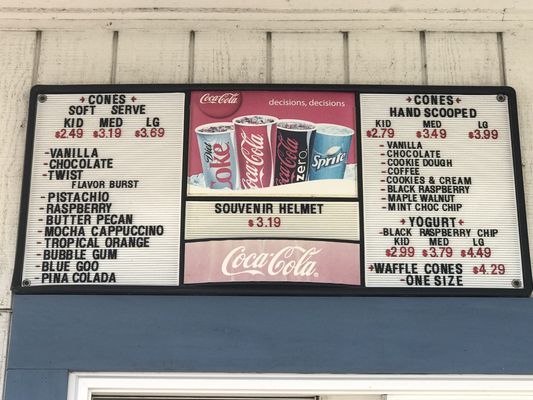 CONES
SOFT SERVE
KID MED LG
$2.49 $3.19 $3.69
-VANILLA
-CHOCOLATE
-TWIST
FLAVOR BURST
-PISTACHIO
-RASPBERRY
-BUTTER PECAN
-MOCHA CAPPUCCINO
-TROPICAL ORANGE
-BUBBLE GUM
-BLUE GOO
-PINA COLADA
Coca-Cola
decisions, decisions
Diet Coke
Coca-Cola
Coca-Cola zero
Sprite
SOUVENIR HELMET
$3.19
Coca-Cola
CONES
HAND SCOOPED
KID MED LG
$2.79 $3.49 $3.99
-VANILLA
-CHOCOLATE
-COOKIE DOUGH
-COFFEE
-COOKIES & CREAM
-BLACK RASPBERRY
-MAPLE WALNUT
-MINT CHOC CHIP
YOGURT
-BLACK RASPBERRY CHIP
KID MED LG
$2.99 $3.79 $4.49
WAFFLE CONES $4.29
-ONE SIZE